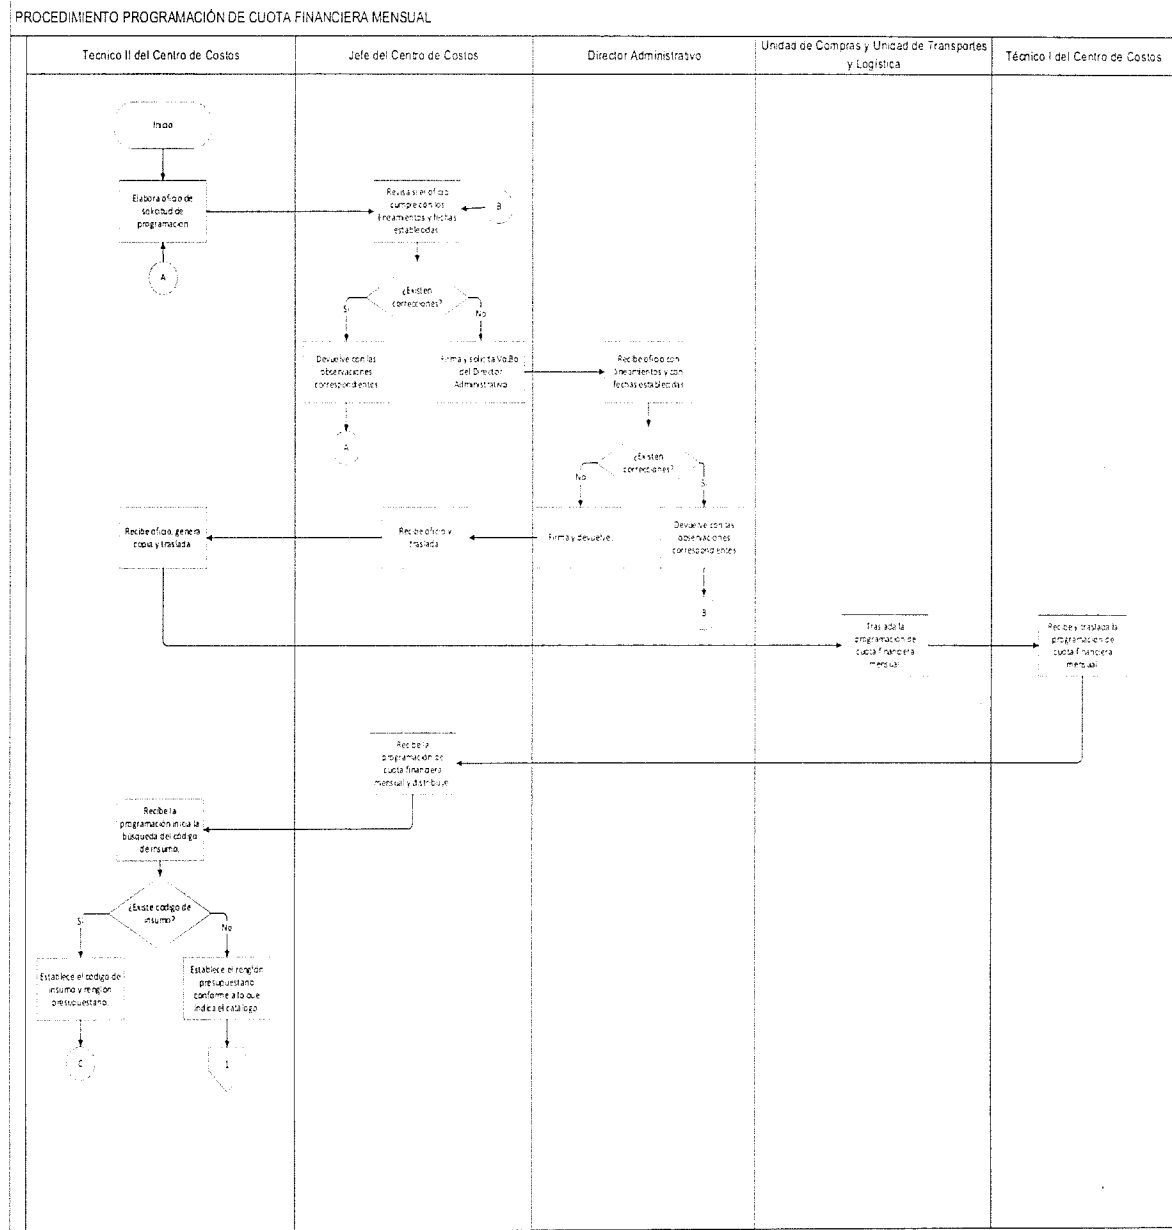 PROCEDIMIENTO PROGRAMACIÓN DE CUOTA FINANCIERA MENSUAL
Tecnico II del Centro de Costos
Jefe del Centro de Costos
Director Administrativo
Unidad de Compras y Unidad de Transportes
y Logística
Técnico I del Centro de Costos
Inicio
Elabora oficio de
solicitud de
programación
A
Revisa si el oficio
cumple con los
lineamientos y fechas
establecidas
B
¿Existen
correcciones?
Si
No
Devuelve con las
observaciones
correspondientes
A
Firma y solicita Vo.Bo
del Director
Administrativo
Recibe oficio con
lineamientos y con
fechas establecidas
¿Existen
correcciones?
No
Si
Recibe oficio, genera
copia y traslada
Recibe oficio y
traslada
Firma y devuelve.
Devuelve con las
observaciones
correspondientes
B
Traslada la
programación de
cuota financiera
mensual
Recibe y traslada la
programación de
cuota financiera
mensual
Recibe la
programación de
cuota financiera
mensual y distribuye
Recibe la
programación inicia la
búsqueda del código
de insumo,
¿Existe codigo de
insumo?
Si
No
Establece el código de
insumo y renglón
presupuestario,
Establece el renglón
presupuestario
conforme a lo que
indica el catálogo
C
1